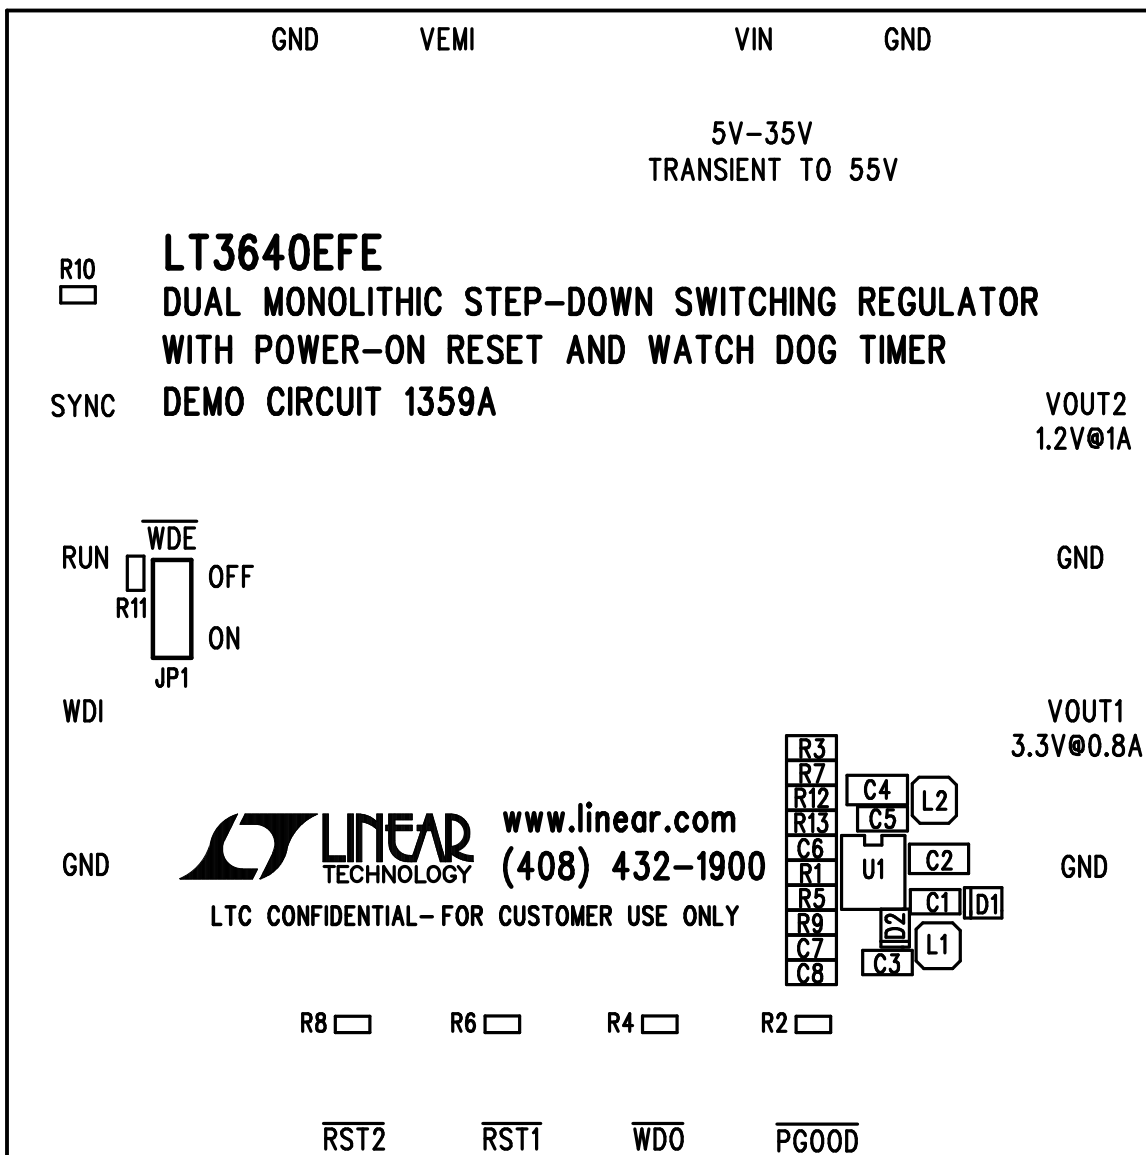 GND VEMI VIN GND
5V-35V
TRANSIENT TO 55V
LT3640EFE
R10
DUAL MONOLITHIC STEP-DOWN SWITCHING REGULATOR
WITH POWER-ON RESET AND WATCH DOG TIMER
SYNC
DEMO CIRCUIT 1359A
VOUT2
1.2V@1A
WDE
RUN
OFF
GND
R11
ON
JP1
WDI
VOUT1
3.3V@0.8A
R3
R7
R12
R13
C6
R1
R5
R9
C7
C8
C4
L2
C5
U1
C2
C1
D1
D2
L1
C3
GND
LINEAR
TECHNOLOGY
www.linear.com
(408) 432-1900
GND
LTC CONFIDENTIAL-FOR CUSTOMER USE ONLY
R8 R6 R4 R2
RST2 RST1 WDO PGOOD